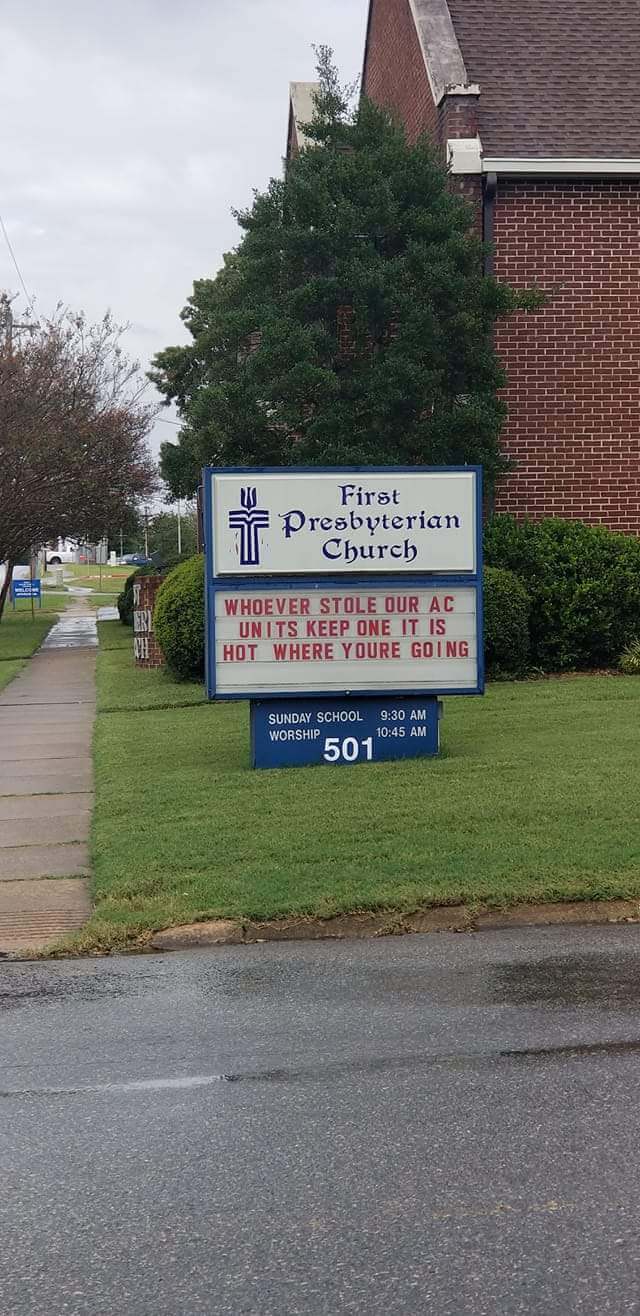 First
Presbyterian
Church
WHOEVER STOLE OUR AC
UNITS KEEP ONE IT IS
HOT WHERE YOURE GOING
SUNDAY SCHOOL 9:30 AM
WORSHIP 10:45 AM
501
WELCOME